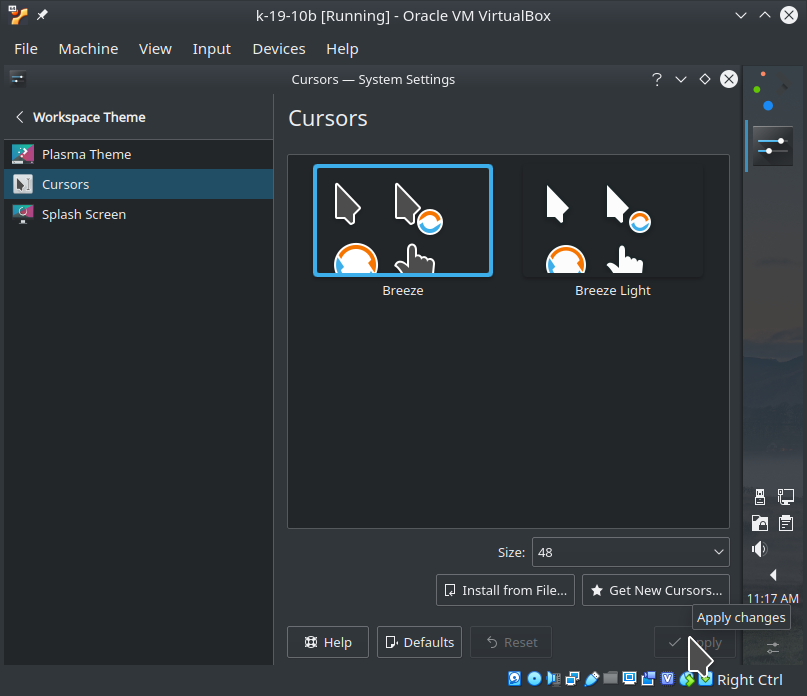 k-19-10b [Running] - Oracle VM VirtualBox
File Machine View Input Devices Help
Cursors — System Settings
Workspace Theme
Cursors
Plasma Theme
Cursors
Splash Screen
Breeze
Breeze Light
Size: 48
Install from File...
Get New Cursors...
11:17 AM
Apply changes
Help
Defaults
Reset
Right Ctrl